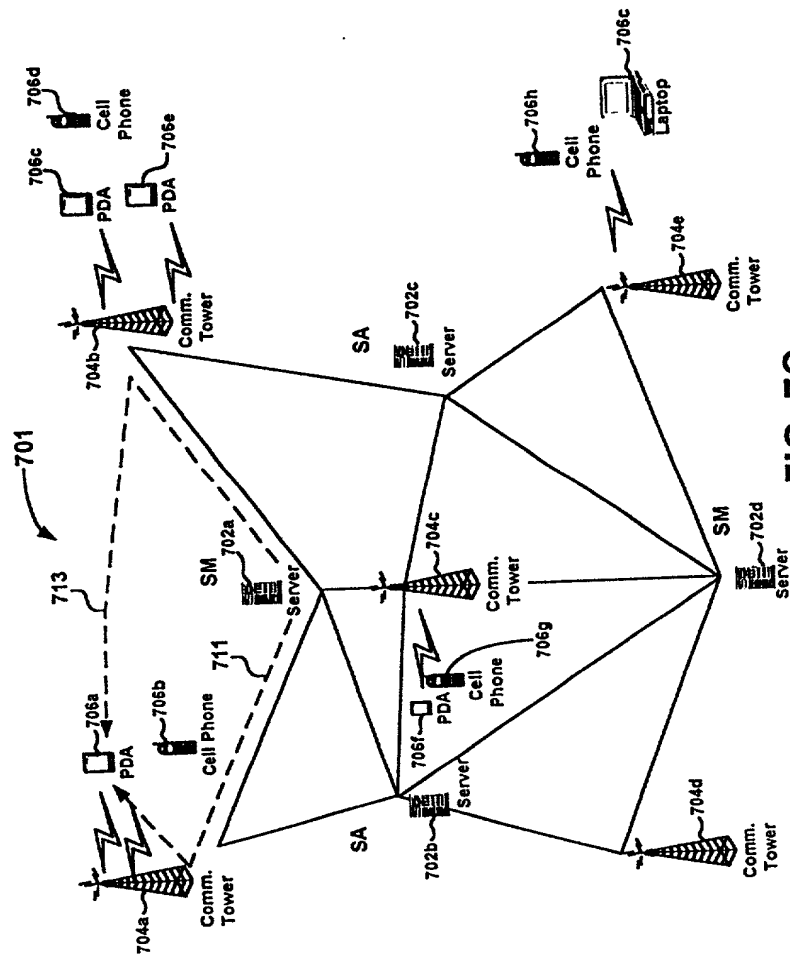 701
713
711
704a
Comm.
Tower
706a
PDA
706b
Cell Phone
SM
702a
Server
704b
Comm.
Tower
706c
PDA
706d
Cell
Phone
706e
PDA
SA
702b
Server
706f
PDA
706g
Cell
Phone
704c
Comm.
Tower
SA
702c
Server
706h
Cell
Phone
706c
Laptop
704d
Comm.
Tower
SM
702d
Server
704e
Comm.
Tower